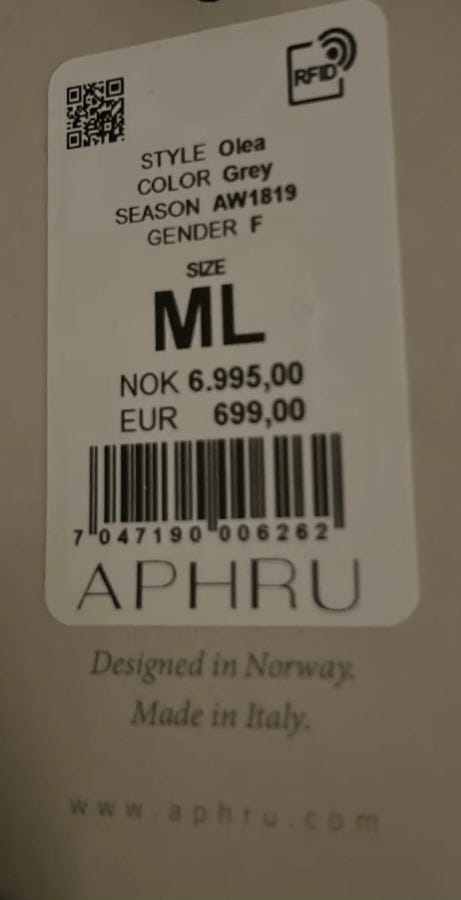 RFID
STYLE Olea
COLOR Grey
SEASON AW1819
GENDER F
SIZE
ML
NOK 6.995,00
EUR 699,00
7 047190 006262
APHRU
Designed in Norway.
Made in Italy.
www.aphru.com